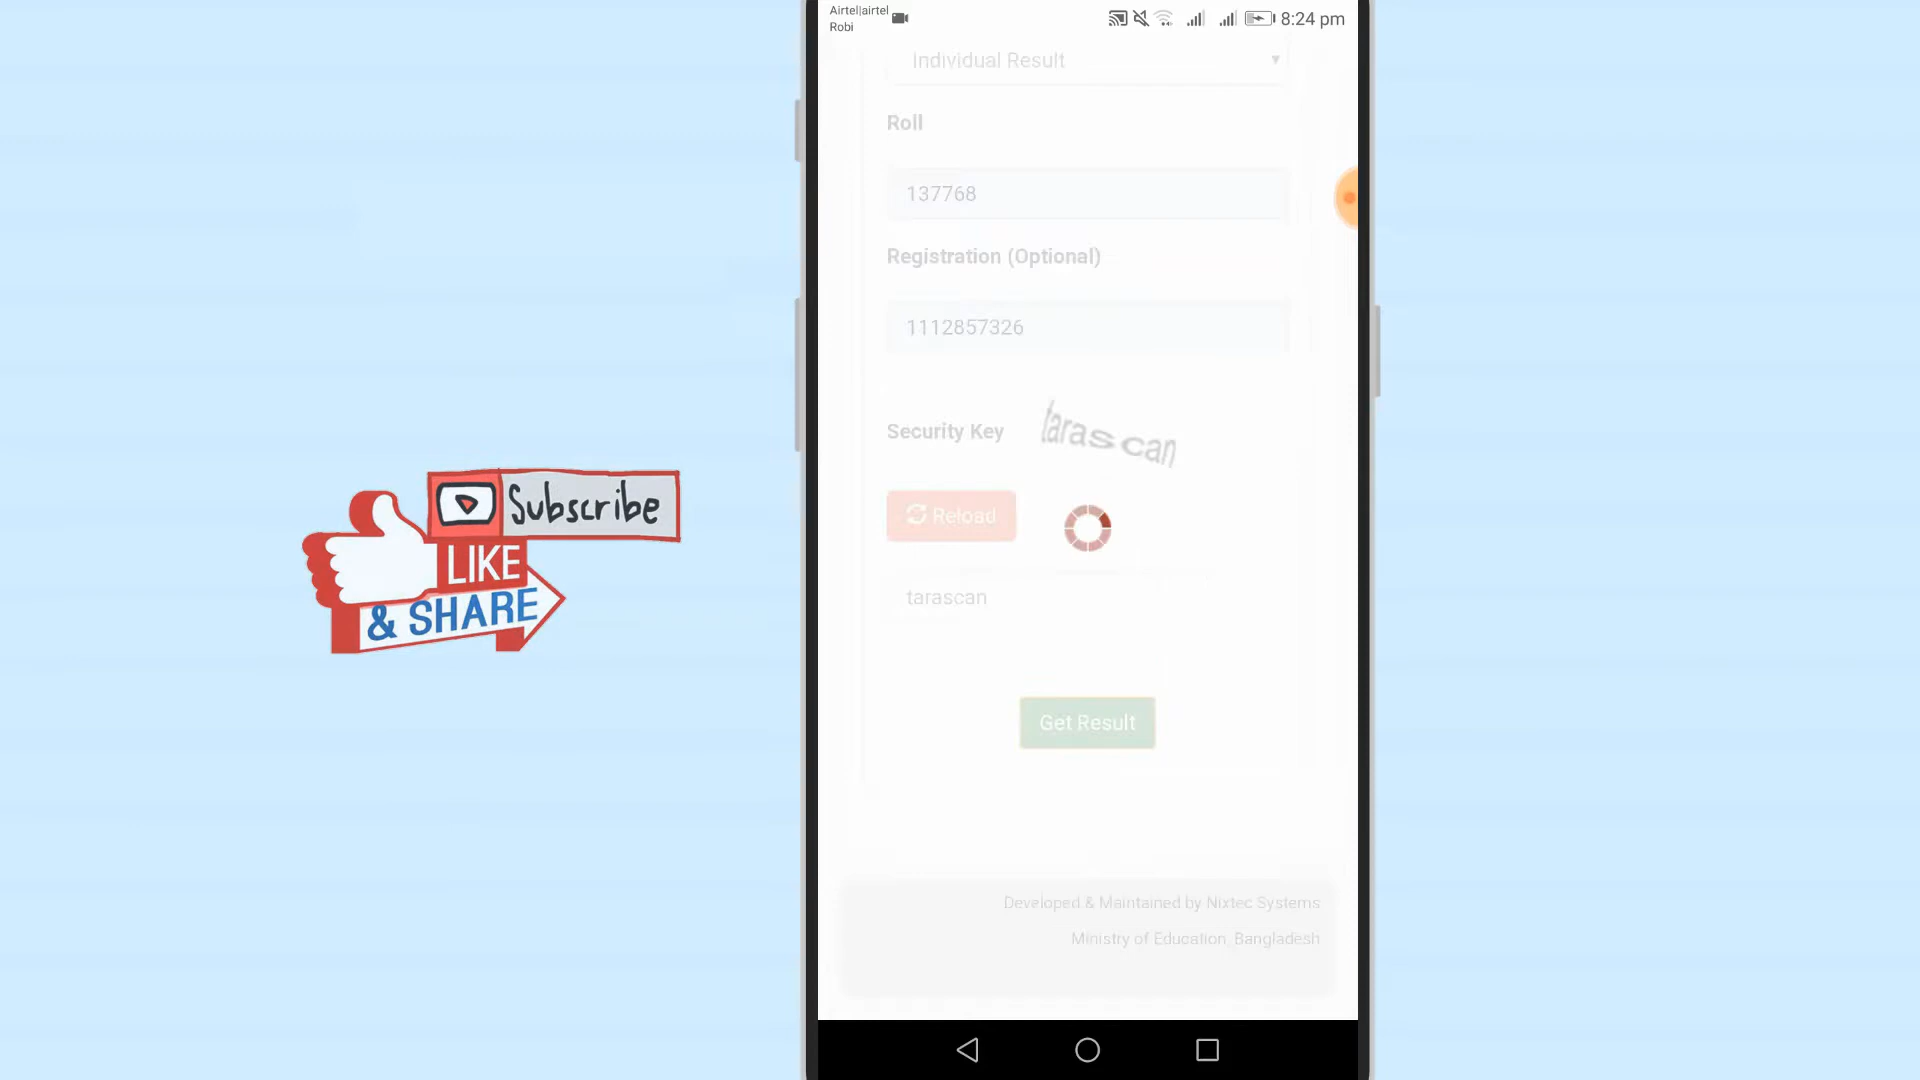 Airtel|airtel
Robi
8:24 pm
Individual Result
Roll
137768
Registration (Optional)
1112857326
Security Key
tarascan
Reload
tarascan
Get Result
Developed & Maintained by Nixtec Systems
Ministry of Education, Bangladesh
Subscribe
LIKE
& SHARE